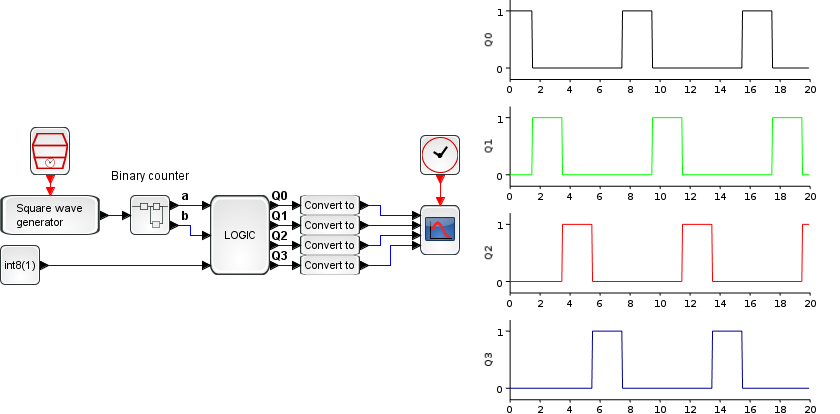 Binary counter
Square wave
generator
int8(1)
a
b
LOGIC
Q0
Q1
Q2
Q3
Convert to
Convert to
Convert to
Convert to
Q0
1
0
0 2 4 6 8 10 12 14 16 18 20
Q1
1
0
0 2 4 6 8 10 12 14 16 18 20
Q2
1
0
0 2 4 6 8 10 12 14 16 18 20
Q3
1
0
0 2 4 6 8 10 12 14 16 18 20